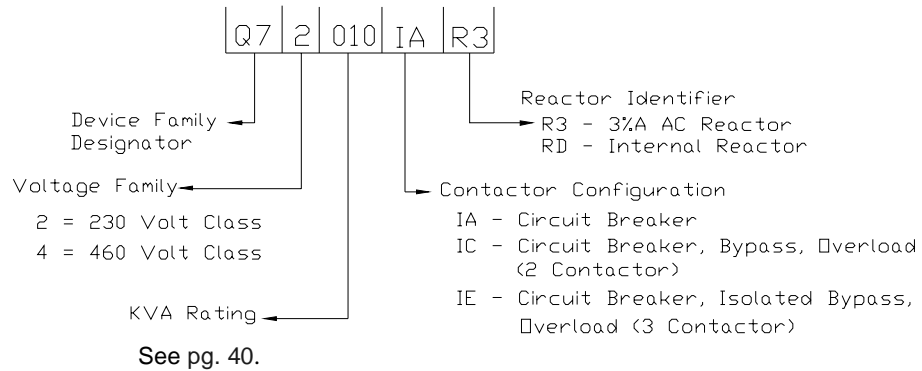 Q7 2 010 IA R3
Reactor Identifier
R3 - 3%A AC Reactor
RD - Internal Reactor
Device Family
Designator
Voltage Family
2 = 230 Volt Class
4 = 460 Volt Class
Contactor Configuration
IA - Circuit Breaker
IC - Circuit Breaker, Bypass, Overload
(2 Contactor)
IE - Circuit Breaker, Isolated Bypass,
Overload (3 Contactor)
KVA Rating
See pg. 40.